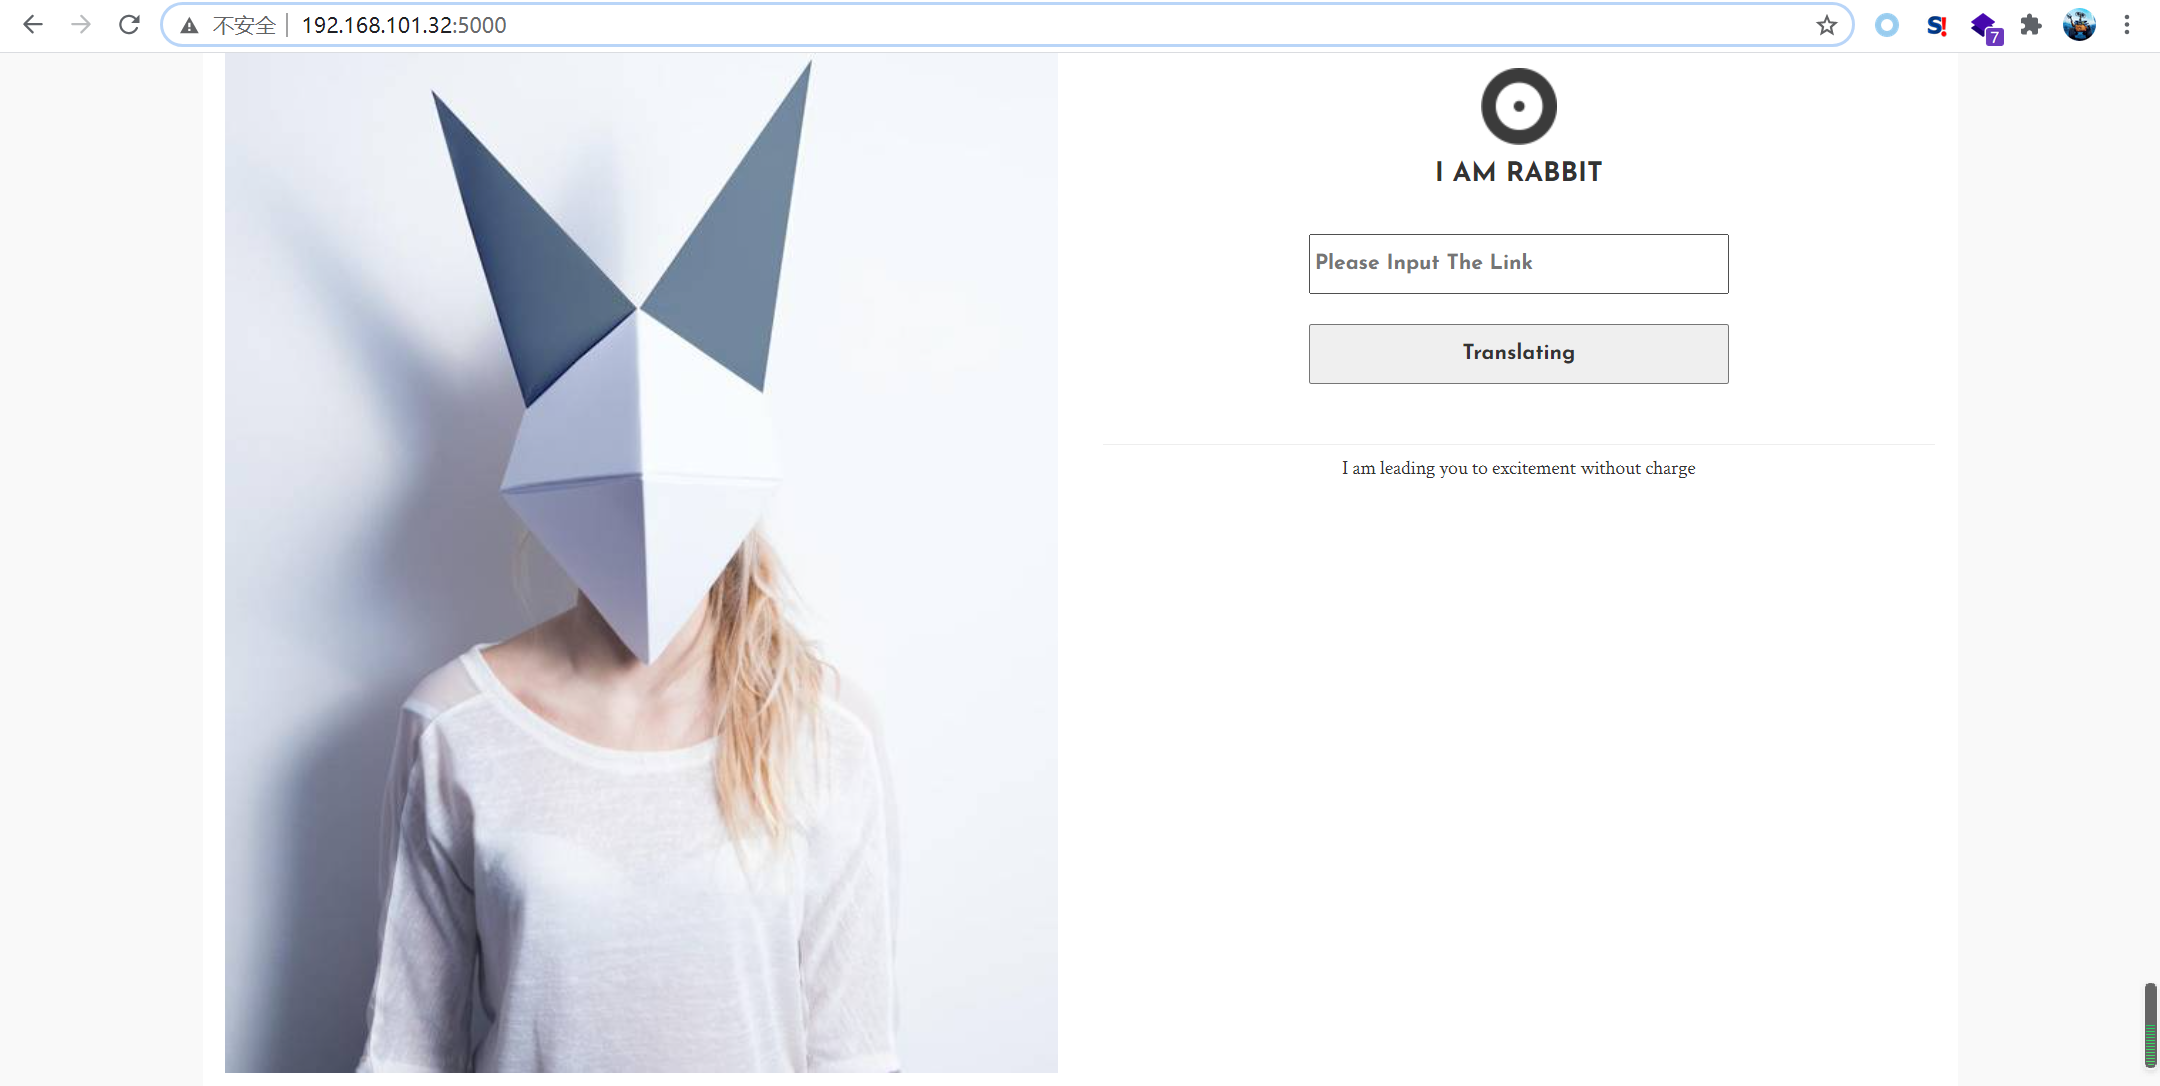 不安全 192.168.101.32:5000
7
I AM RABBIT
Please Input The Link
Translating
I am leading you to excitement without charge